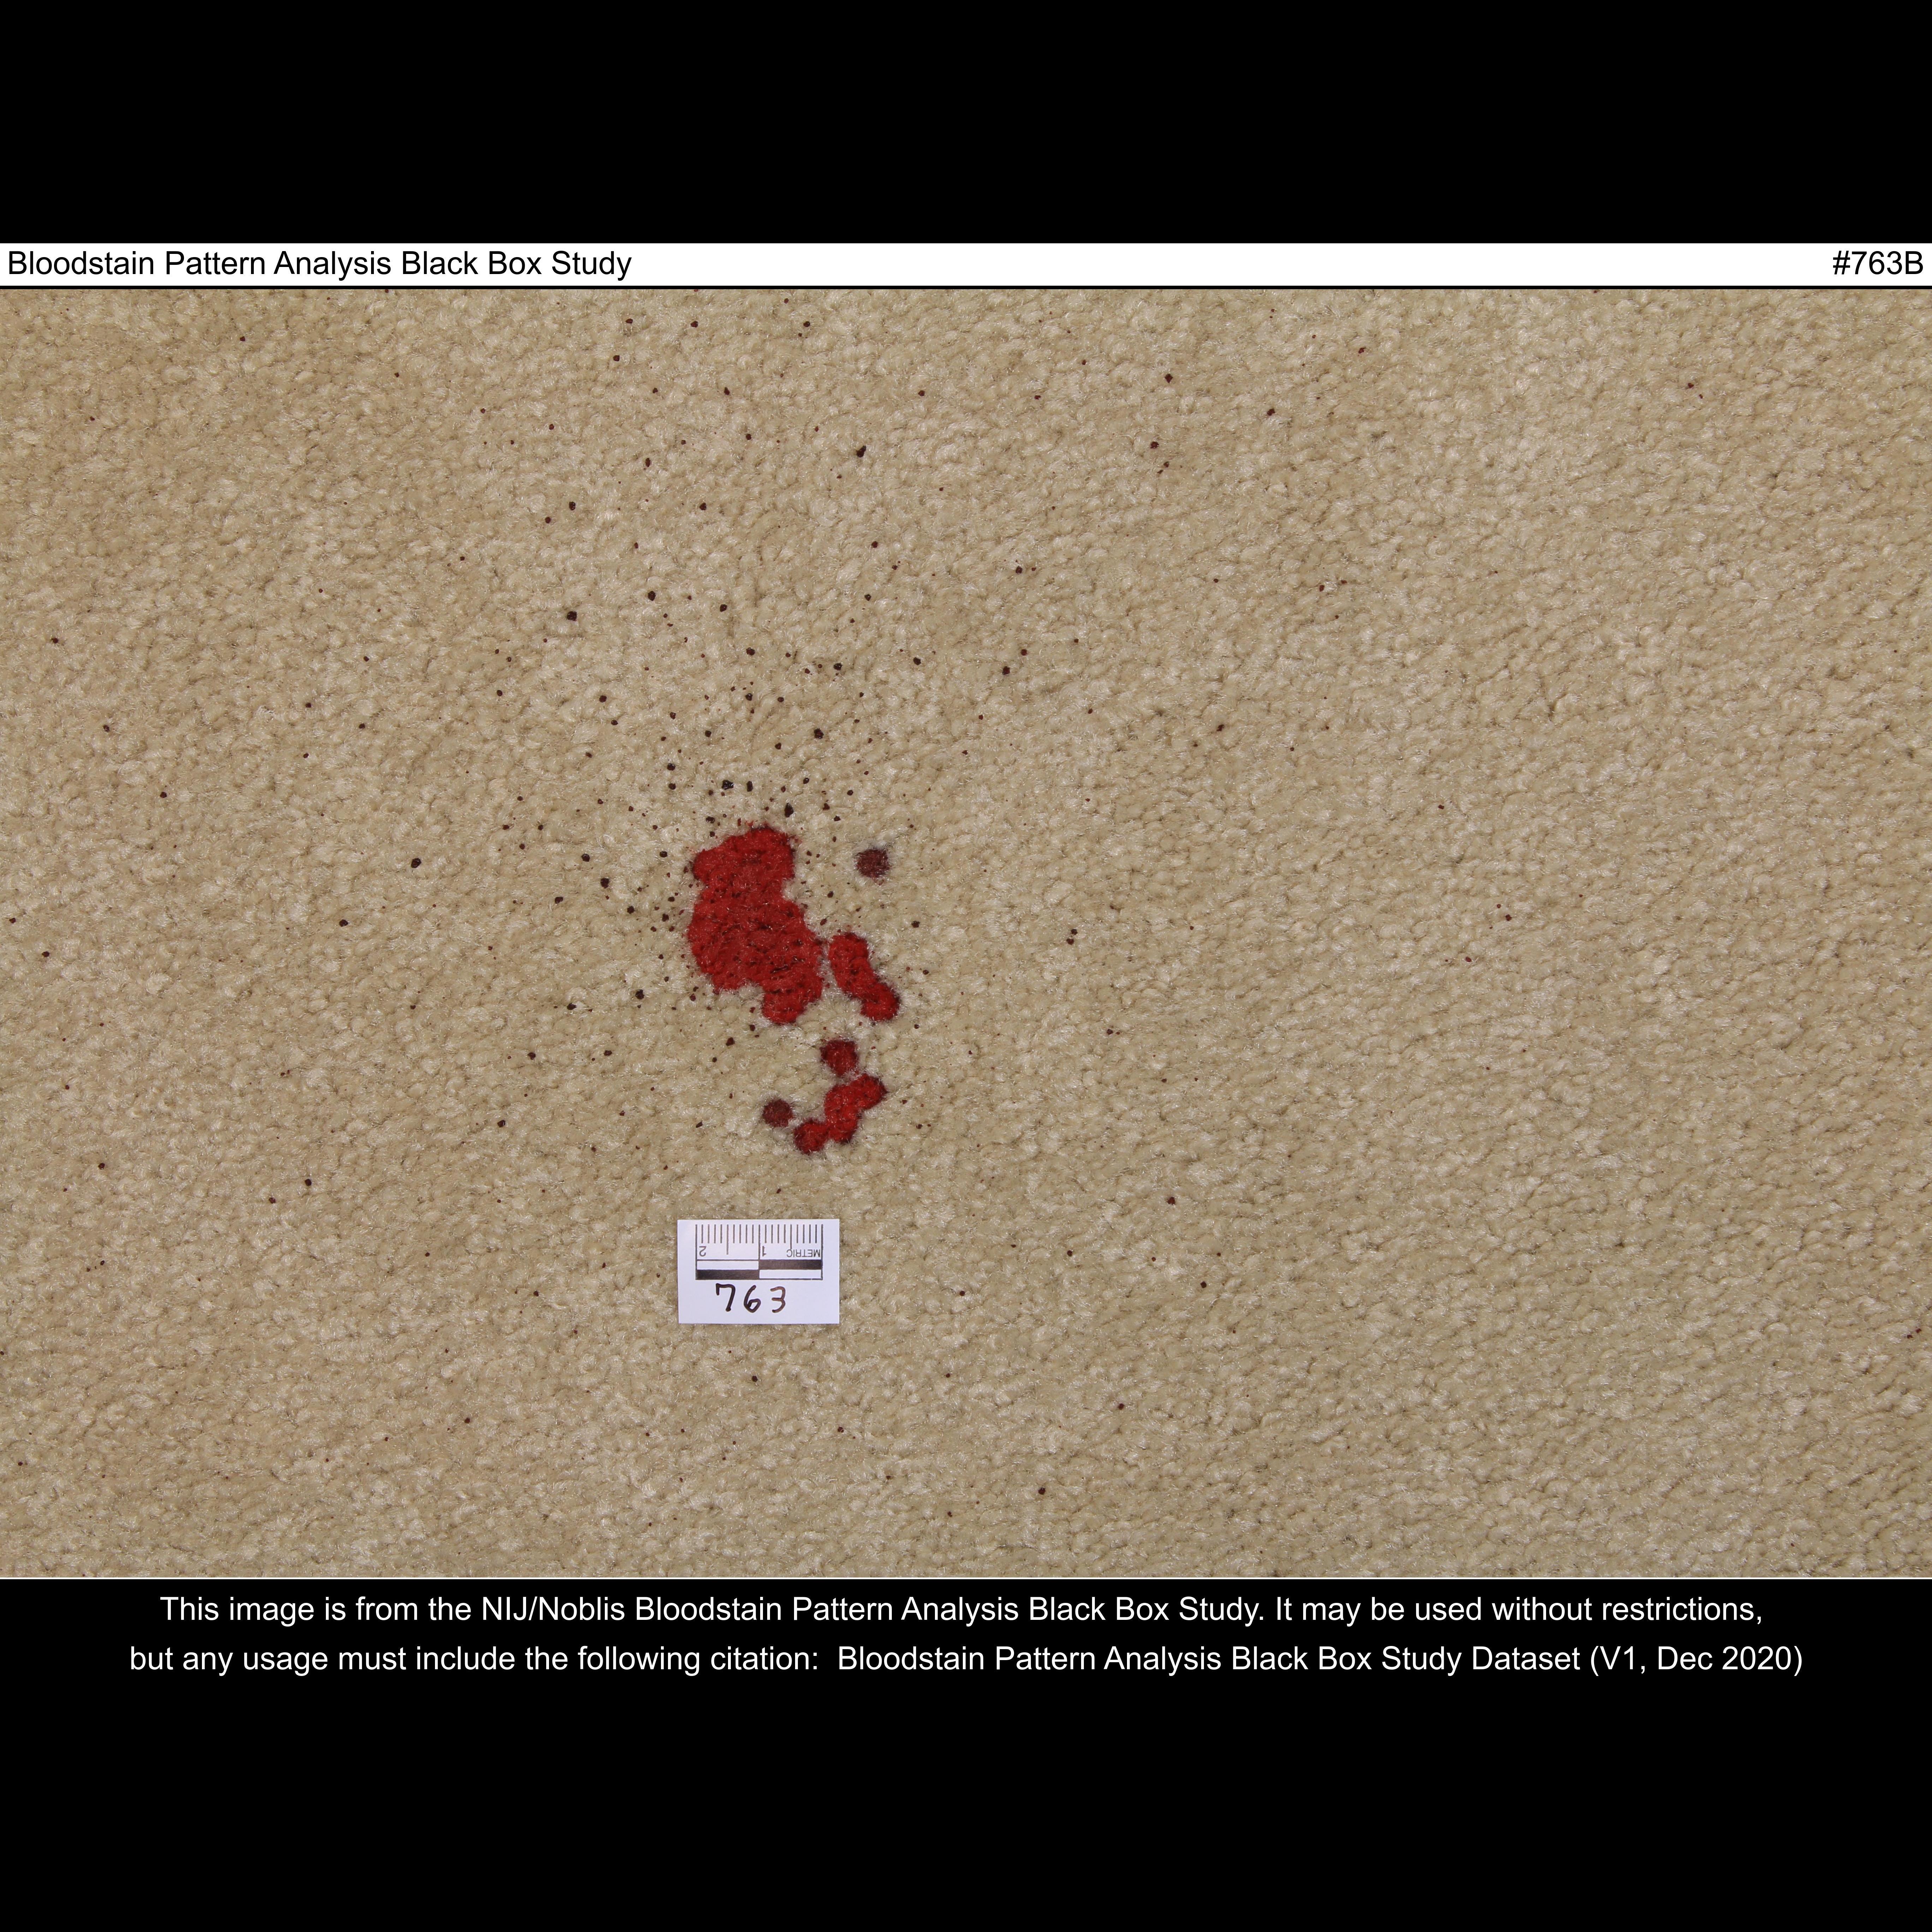 Bloodstain Pattern Analysis Black Box Study #763B
2 1 METRIC
763
This image is from the NIJ/Noblis Bloodstain Pattern Analysis Black Box Study. It may be used without restrictions,
but any usage must include the following citation: Bloodstain Pattern Analysis Black Box Study Dataset (V1, Dec 2020)